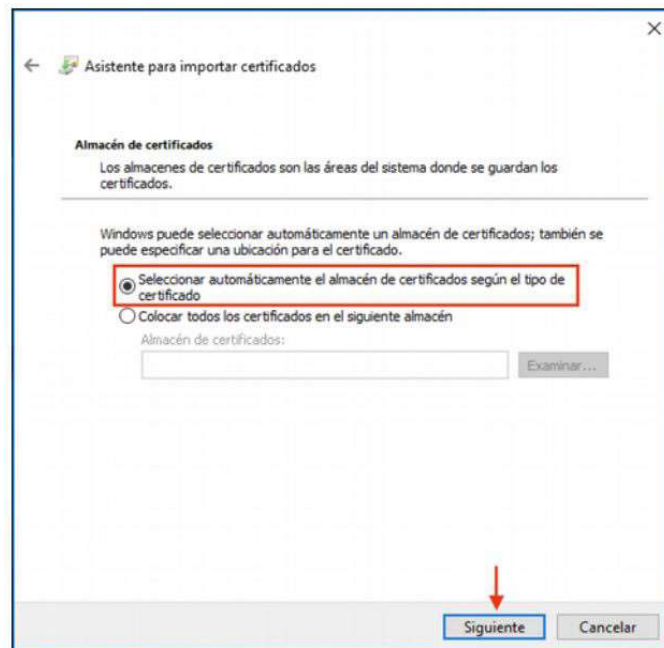 Asistente para importar certificados
Almacén de certificados
Los almacenes de certificados son las áreas del sistema donde se guardan los
certificados.
Windows puede seleccionar automáticamente un almacén de certificados; también se
puede especificar una ubicación para el certificado.
Seleccionar automáticamente el almacén de certificados según el tipo de
certificado
Colocar todos los certificados en el siguiente almacén
Almacén de certificados:
Examinar...
Siguiente Cancelar